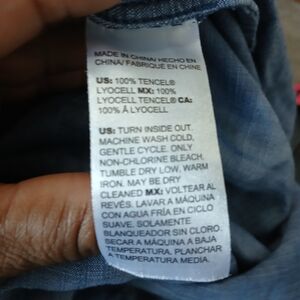 MADE IN CHINA/ HECHO EN
CHINA/ FABRIQUÉ EN CHINE
US: 100% TENCEL®
LYOCELL MX: 100%
LYOCELL TENCEL® CA:
100% Â LYOCELL
US: TURN INSIDE OUT.
MACHINE WASH COLD,
GENTLE CYCLE. ONLY
NON-CHLORINE BLEACH.
TUMBLE DRY LOW. WARM
IRON. MAY BE DRY
CLEANED MX: VOLTEAR AL
REVÉS. LAVAR A MÁQUINA
CON AGUA FRÍA EN CICLO
SUAVE. SOLAMENTE
BLANQUEADOR SIN CLORO.
SECAR A MÁQUINA A BAJA
TEMPERATURA. PLANCHAR
A TEMPERATURA MEDIA.